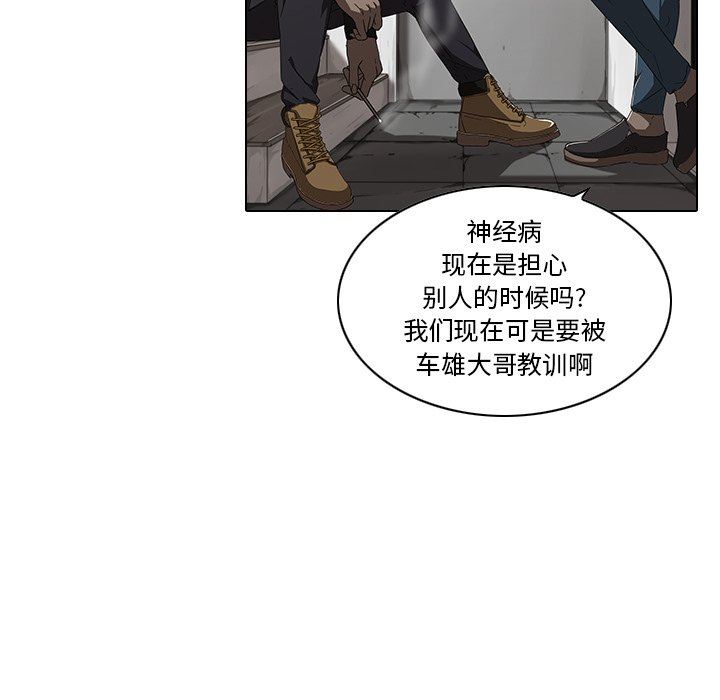 神经病
现在是担心
别人的时候吗?
我们现在可是要被
车雄大哥教训啊